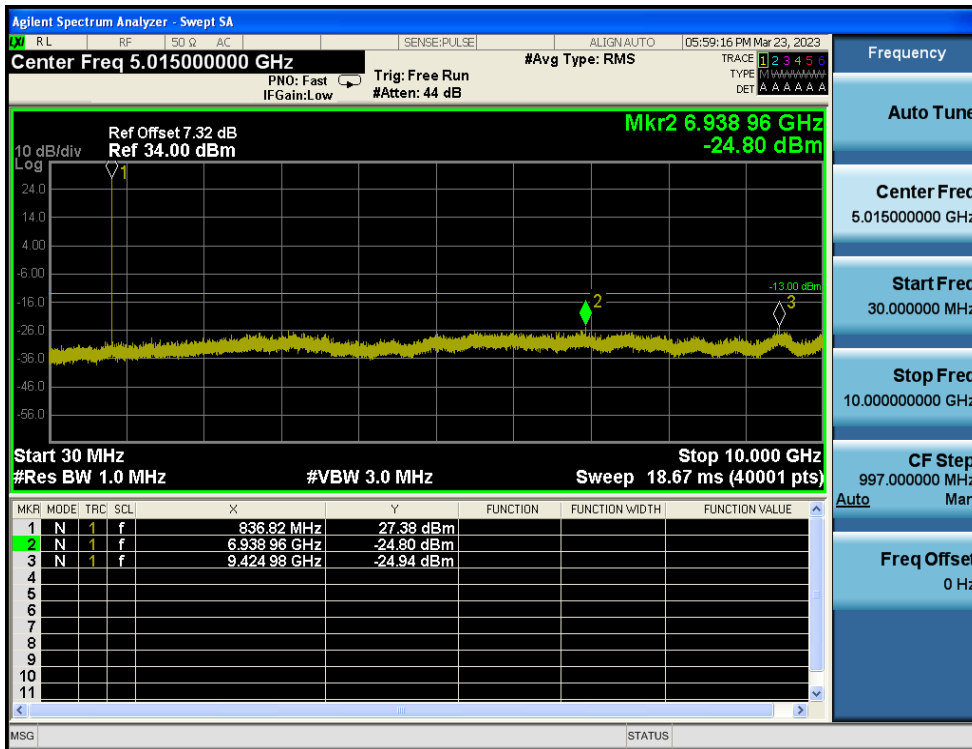 Agilent Spectrum Analyzer - Swept SA
LXI RL RF 50 Ω AC SENSE:PULSE ALIGN AUTO 05:59:16 PM Mar 23, 2023
Center Freq 5.015000000 GHz #Avg Type: RMS TRACE 1 2 3 4 5 6
PNO: Fast Trig: Free Run TYPE M WWWWW
IFGain:Low #Atten: 44 dB DET A A A A A A
Mkr2 6.938 96 GHz
Ref Offset 7.32 dB
10 dB/div Ref 34.00 dBm -24.80 dBm
Log
1
24.0
14.0
4.00
-6.00
-13.00 dBm
-16.0 2 3
-26.0
-36.0
-46.0
-56.0
Start 30 MHz Stop 10.000 GHz
#Res BW 1.0 MHz #VBW 3.0 MHz Sweep 18.67 ms (40001 pts)
MKR MODE TRC SCL X Y FUNCTION FUNCTION WIDTH FUNCTION VALUE
1 N 1 f 836.82 MHz 27.38 dBm
2 N 1 f 6.938 96 GHz -24.80 dBm
3 N 1 f 9.424 98 GHz -24.94 dBm
4
5
6
7
8
9
10
11
MSG STATUS
Frequency
Auto Tune
Center Freq
5.015000000 GHz
Start Freq
30.000000 MHz
Stop Freq
10.000000000 GHz
CF Step
997.000000 MHz
Auto Man
Freq Offset
0 Hz